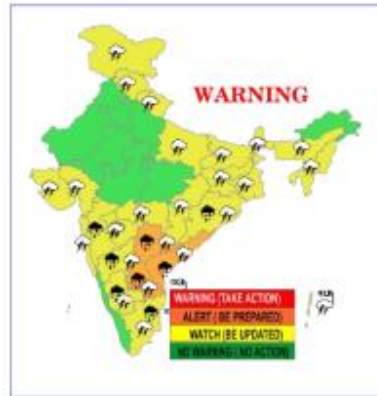 WARNING
WARNING (TAKE ACTION)
ALERT ( BE PREPARED)
WATCH (BE UPDATED)
NO WARNING ( NO ACTION)